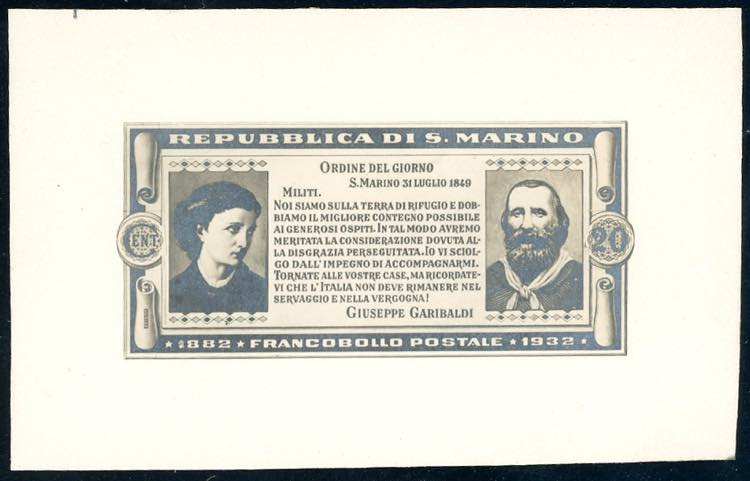 REPUBBLICA DI S. MARINO
ORDINE DEL GIORNO
S. MARINO 31 LUGLIO 1849
MILITI.
NOI SIAMO SULLA TERRA DI RIFUGIO E DOB-
BIAMO IL MIGLIORE CONTEGNO POSSIBILE
AI GENEROSI OSPITI. IN TAL MODO AVREMO
MERITATA LA CONSIDERAZIONE DOVUTA AL-
LA DISGRAZIA PERSEGUITATA. IO VI SCIOL-
GO DALL'IMPEGNO DI ACCOMPAGNARMI.
TORNATE ALLE VOSTRE CASE, MA RICORDATE-
VI CHE L'ITALIA NON DEVE RIMANERE NEL
SERVAGGIO E NELLA VERGOGNA!
GIUSEPPE GARIBALDI
CENT.
20
★ 1882 ★ FRANCOBOLLO POSTALE ★ 1932 ★